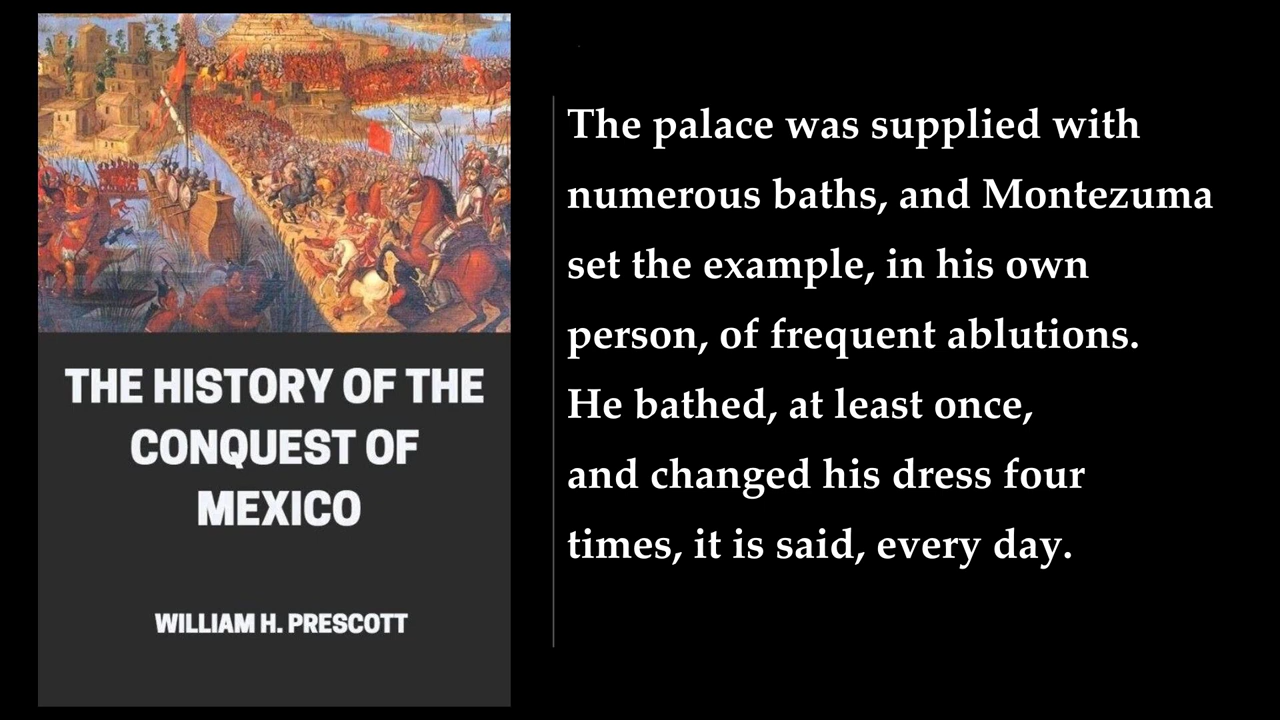 THE HISTORY OF THE
CONQUEST OF
MEXICO
WILLIAM H. PRESCOTT
The palace was supplied with
numerous baths, and Montezuma
set the example, in his own
person, of frequent ablutions.
He bathed, at least once,
and changed his dress four
times, it is said, every day.